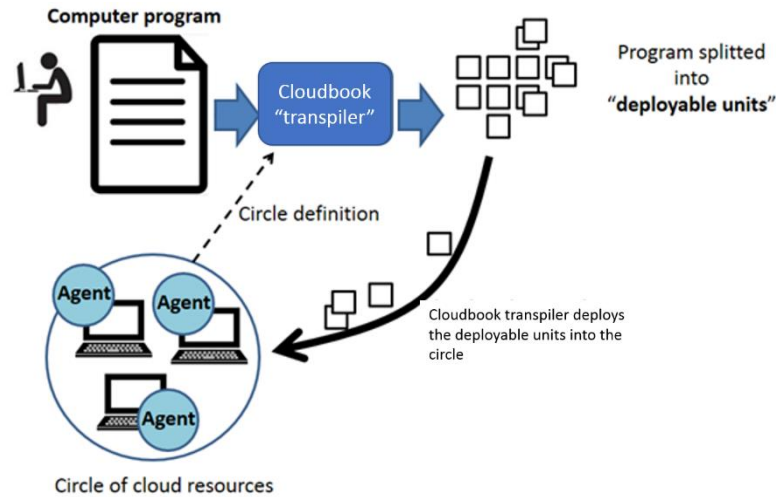 Computer program
Cloudbook
“transpiler”
Program splitted
into
“deployable units”
Circle definition
Agent
Agent
Agent
Cloudbook transpiler deploys
the deployable units into the
circle
Circle of cloud resources